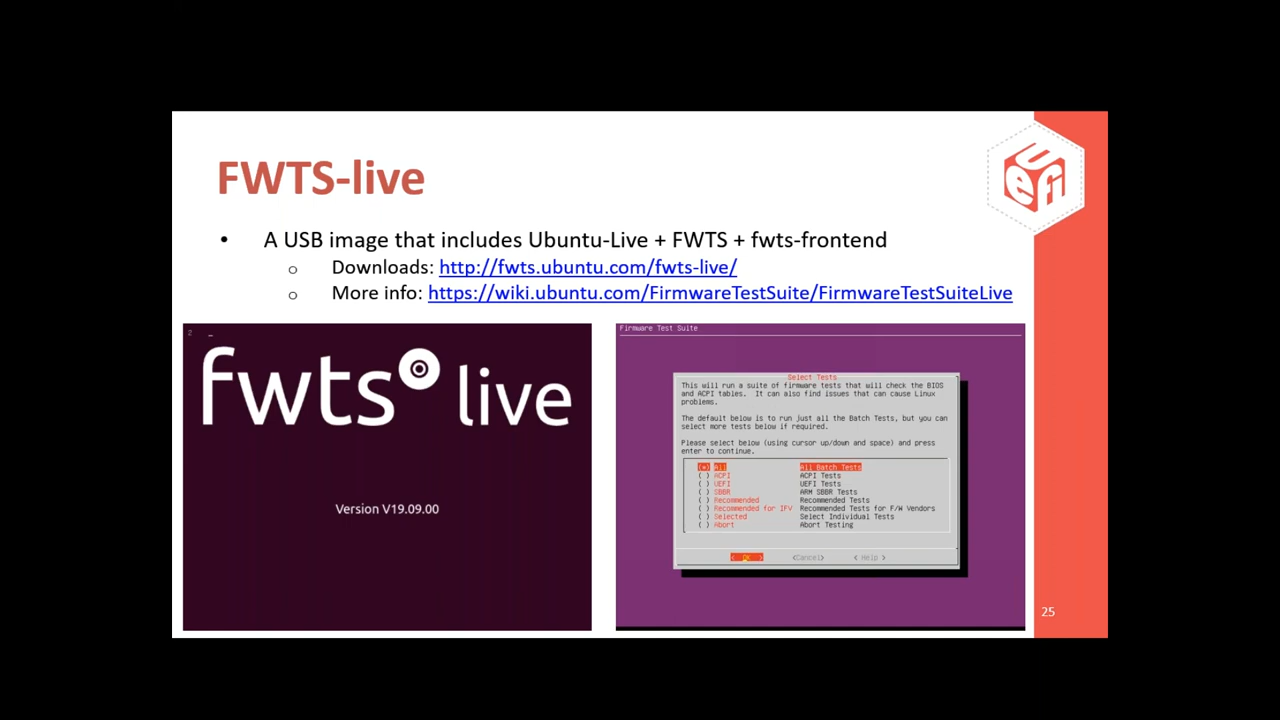 FWTS-live
uefi
• A USB image that includes Ubuntu-Live + FWTS + fwts-frontend
o Downloads: http://fwts.ubuntu.com/fwts-live/
o More info: https://wiki.ubuntu.com/FirmwareTestSuite/FirmwareTestSuiteLive
2 _
fwts live
Version V19.09.00
Firmware Test Suite
Select Tests
This will run a suite of firmware tests that will check the BIOS
and ACPI tables. It can also find issues that can cause Linux
problems.
The default below is to run just all the Batch Tests, but you can
select more tests below if required.
Please select below (using cursor up/down and space) and press
enter to continue.
(*) All All Batch Tests
( ) ACPI ACPI Tests
( ) UEFI UEFI Tests
( ) SBBR ARM SBBR Tests
( ) Recommended Recommended Tests
( ) Recommended for IFV Recommended Tests for F/W Vendors
( ) Selected Select Individual Tests
( ) Abort Abort Testing
< OK > <Cancel> < Help >
25